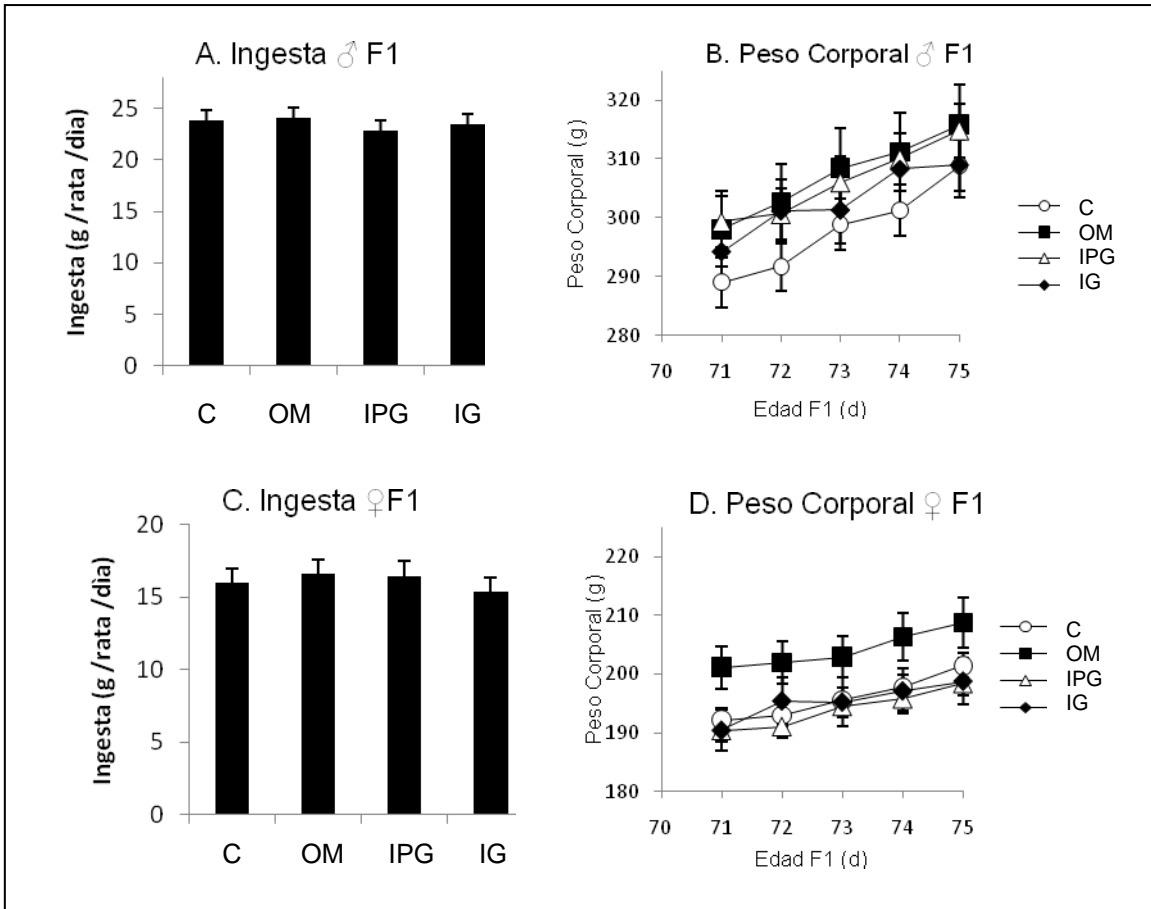 A. Ingesta ♂ F1
Ingesta (g /rata /dìa)
25
20
15
10
5
0
C OM IPG IG
B. Peso Corporal ♂ F1
Peso Corporal (g)
320
310
300
290
280
70 71 72 73 74 75
Edad F1 (d)
C
OM
IPG
IG
C. Ingesta ♀F1
Ingesta (g /rata /dìa)
20
15
10
5
0
C OM IPG IG
D. Peso Corporal ♀ F1
Peso Corporal (g)
220
210
200
190
180
70 71 72 73 74 75
Edad F1 (d)
C
OM
IPG
IG